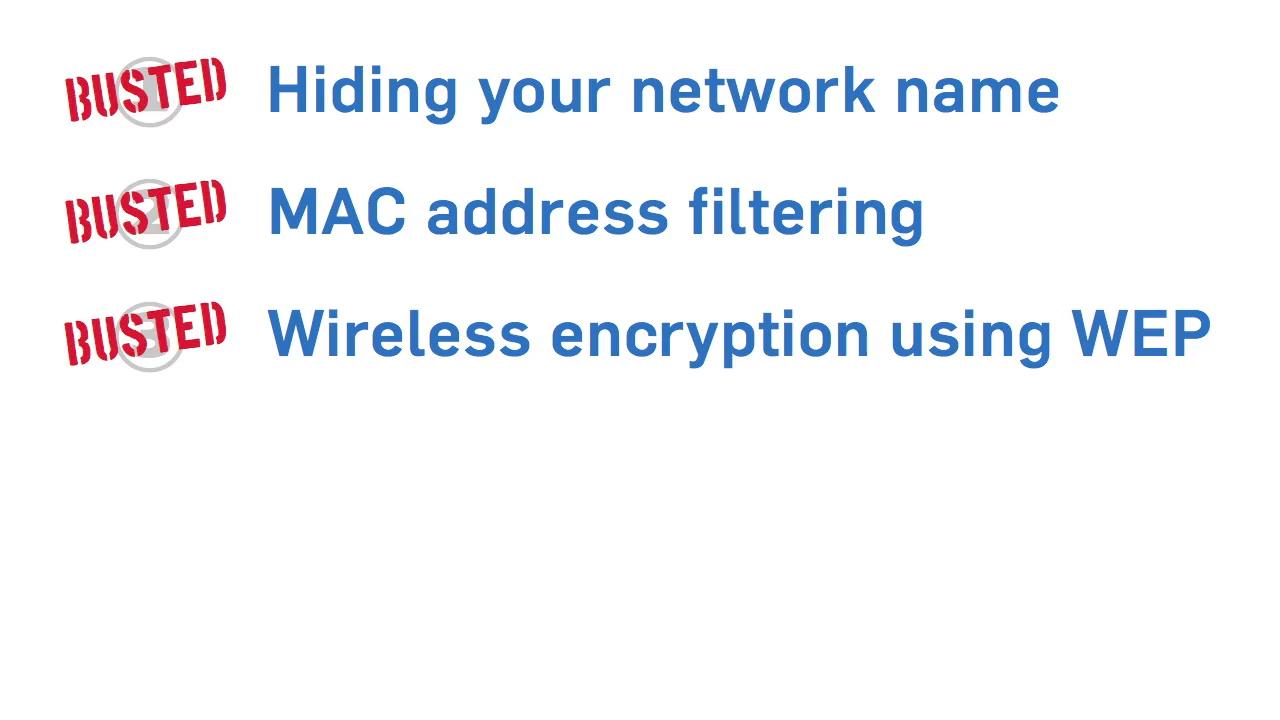 BUSTED Hiding your network name
BUSTED MAC address filtering
BUSTED Wireless encryption using WEP